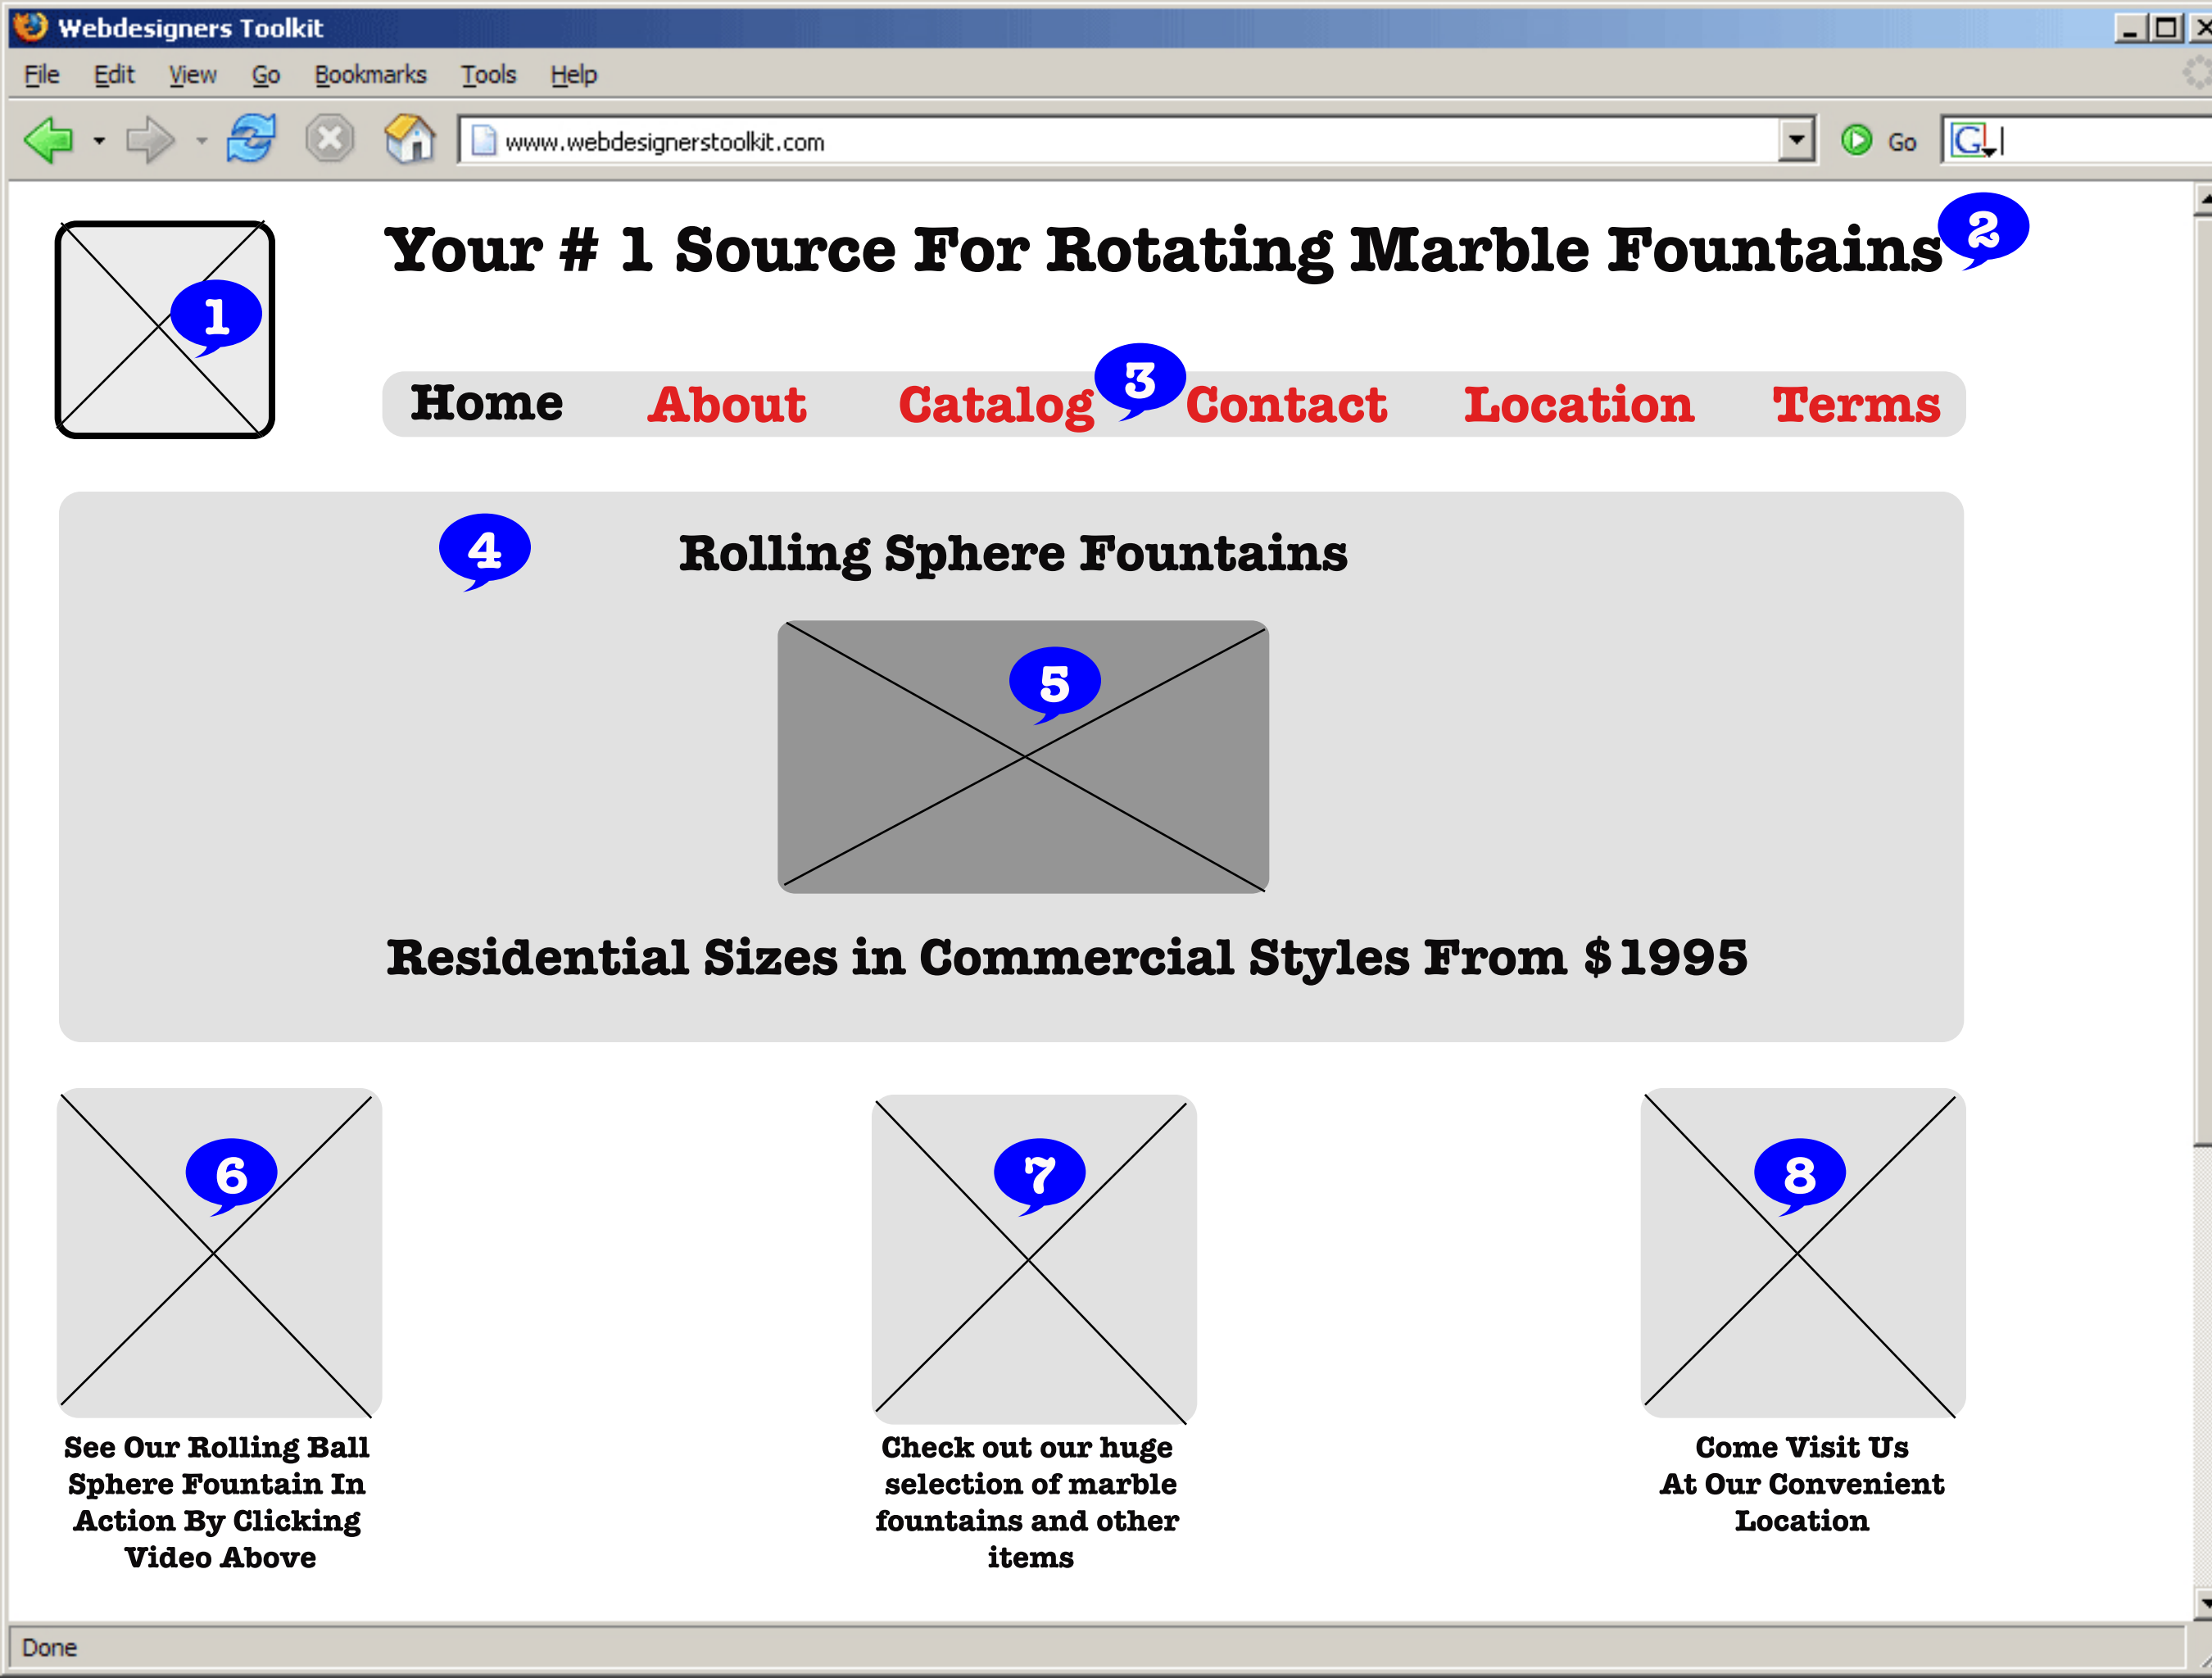 Webdesigners Toolkit
File Edit View Go Bookmarks Tools Help
www.webdesignerstoolkit.com Go G
Your # 1 Source For Rotating Marble Fountains 2
1
3
Home About Catalog Contact Location Terms
4 Rolling Sphere Fountains
5
Residential Sizes in Commercial Styles From $1995
6 7 8
See Our Rolling Ball
Sphere Fountain In
Action By Clicking
Video Above
Check out our huge
selection of marble
fountains and other
items
Come Visit Us
At Our Convenient
Location
Done